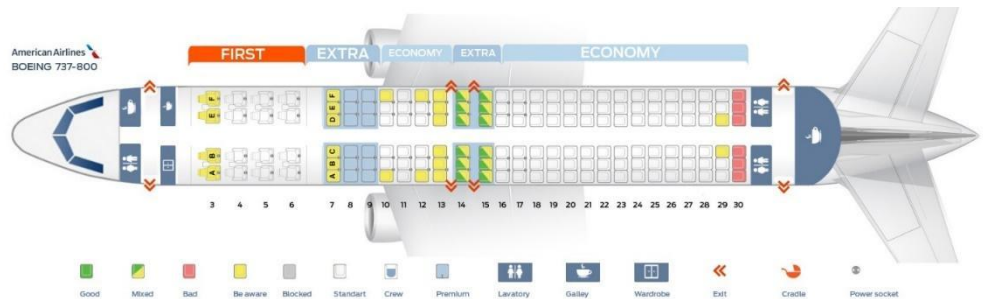 American Airlines
BOEING 737-800
FIRST EXTRA ECONOMY EXTRA ECONOMY
F F
E D E
B B C
A A B
3 4 5 6 7 8 9 10 11 12 13 14 15 16 17 18 19 20 21 22 23 24 25 26 27 28 29 30
Good Mixed Bad Be aware Blocked Standart Crew Premium Lavatory Galley Wardrobe Exit Cradle Power socket